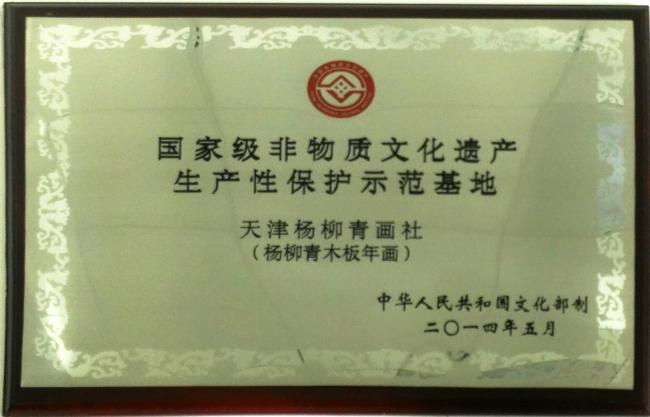 国家级非物质文化遗产
生产性保护示范基地
天津杨柳青画社
（杨柳青木板年画）
中华人民共和国文化部制
二〇一四年五月